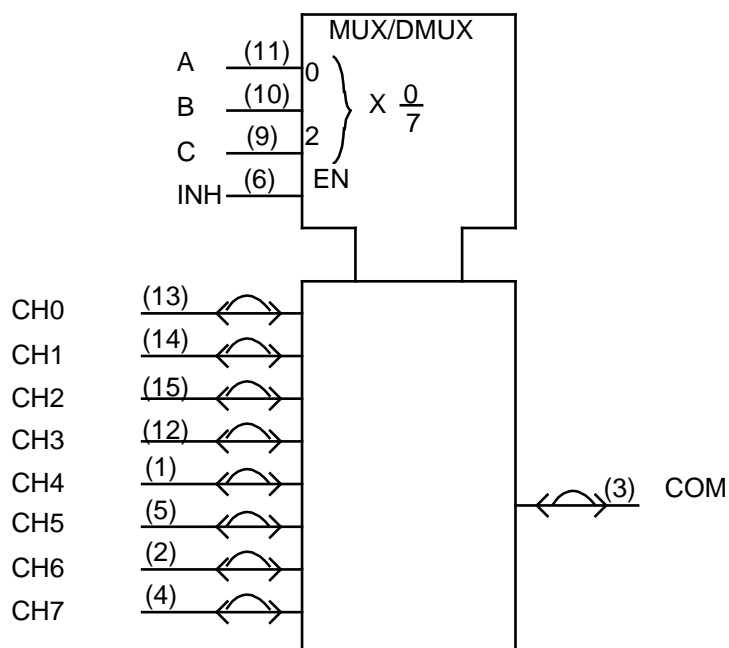 MUX/DMUX
A (11) 0
B (10) X 0/7
C (9) 2
INH (6) EN
CH0 (13)
CH1 (14)
CH2 (15)
CH3 (12)
CH4 (1)
(3) COM
CH5 (5)
CH6 (2)
CH7 (4)